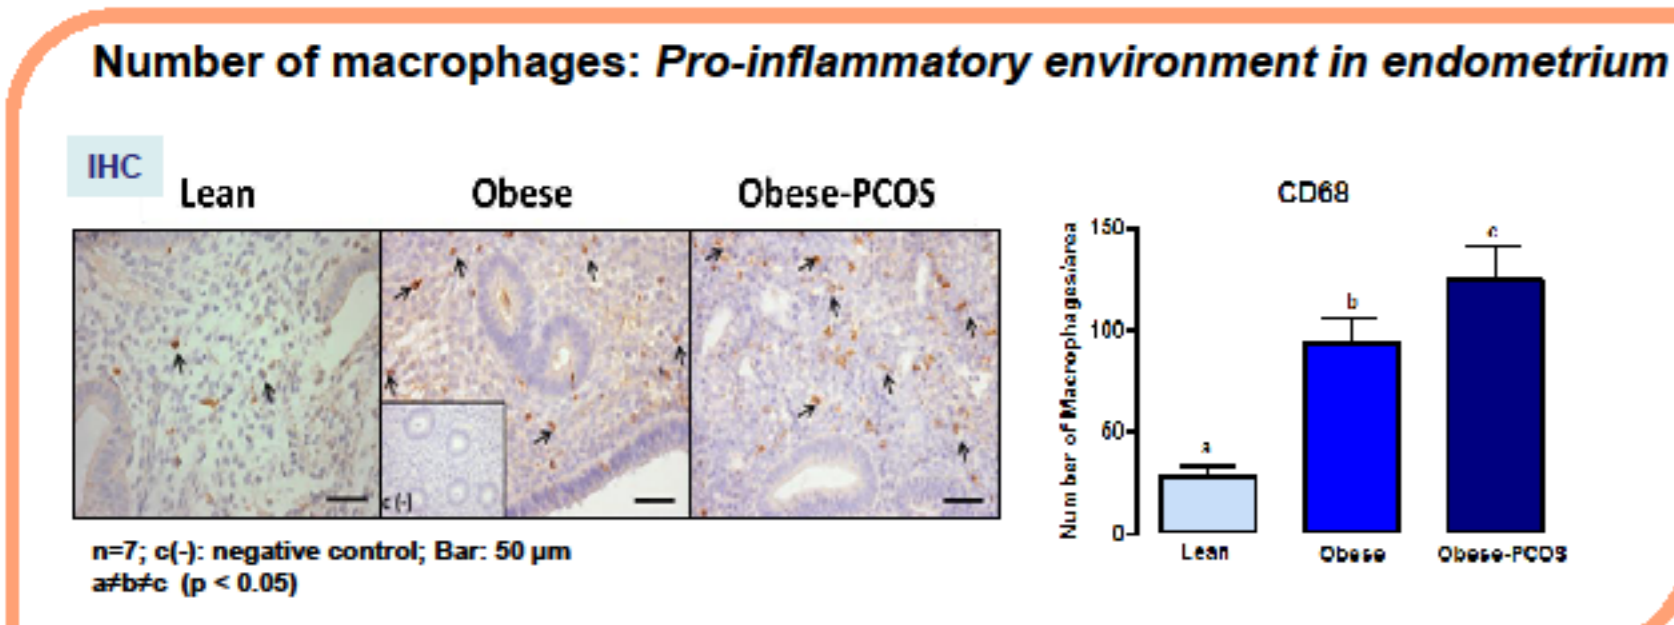 Number of macrophages: Pro-inflammatory environment in endometrium
IHC
Lean
Obese
Obese-PCOS
c (-)
n=7; c(-): negative control; Bar: 50 µm
a≠b≠c (p < 0.05)
CD68
Number of Macrophages/area
150
100
50
0
a
b
c
Lean
Obese
Obese-PCOS